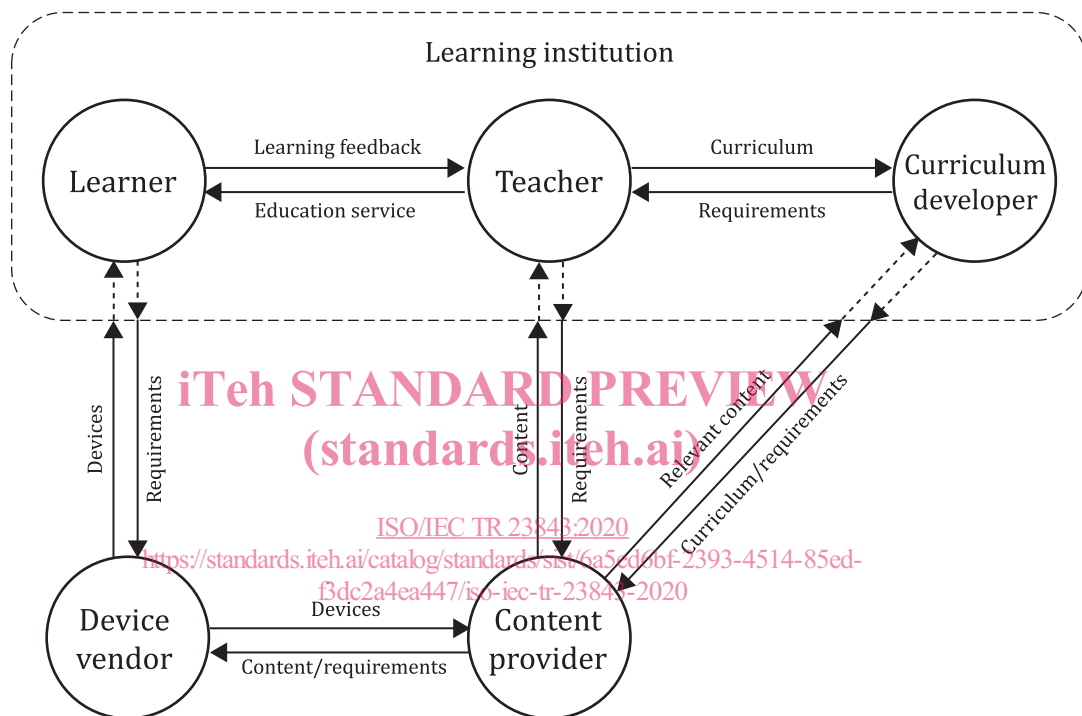 Learning institution
Learner
Learning feedback
Education service
Teacher
Curriculum
Requirements
Curriculum
developer
Devices
Requirements
Content
Requirements
Relevant content
Curriculum/requirements
iTeh STANDARD PREVIEW
(standards.iteh.ai)
ISO/IEC TR 23843:2020
https://standards.iteh.ai/catalog/standards/sist/6a5ed6bf-2393-4514-85ed-
f3dc2a4ea447/iso-iec-tr-23843-2020
Device
vendor
Devices
Content/requirements
Content
provider